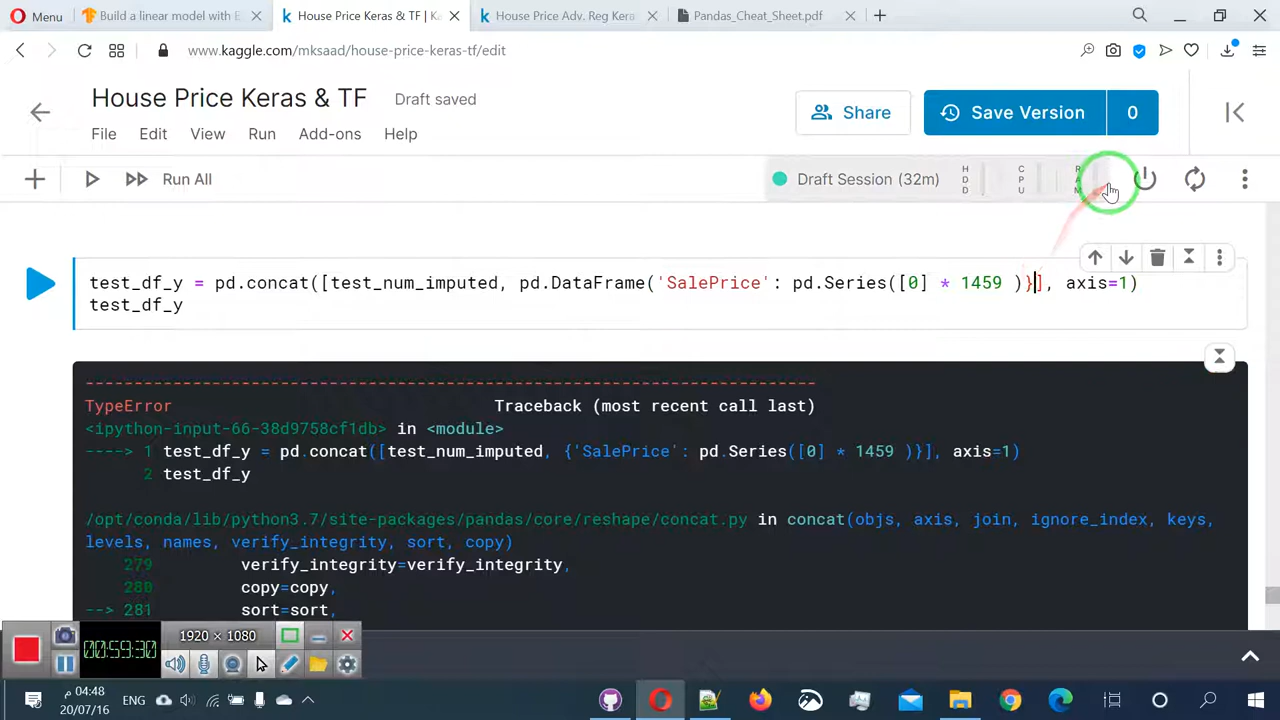 Menu
Build a linear model with E
House Price Keras & TF | Ka
House Price Adv. Reg Kera
Pandas_Cheat_Sheet.pdf
www.kaggle.com/mksaad/house-price-keras-tf/edit
House Price Keras & TF
Draft saved
Share
Save Version
0
File
Edit
View
Run
Add-ons
Help
Run All
Draft Session (32m)
HDD
CPU
RAM
test_df_y = pd.concat([test_num_imputed, pd.DataFrame('SalePrice': pd.Series([0] * 1459 )}], axis=1)
test_df_y
---------------------------------------------------------------------------
TypeError                                 Traceback (most recent call last)
<ipython-input-66-38d9758cf1db> in <module>
----> 1 test_df_y = pd.concat([test_num_imputed, {'SalePrice': pd.Series([0] * 1459 )}], axis=1)
      2 test_df_y
/opt/conda/lib/python3.7/site-packages/pandas/core/reshape/concat.py in concat(objs, axis, join, ignore_index, keys,
levels, names, verify_integrity, sort, copy)
    279         verify_integrity=verify_integrity,
    280         copy=copy,
--> 281         sort=sort,
1920 × 1080
00:59:30
ENG
04:48 م
20/07/16